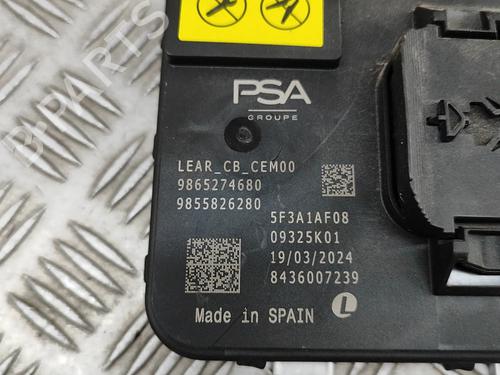 PSA
GROUPE
LEAR_CB_CEM00
9865274680
9855826280
5F3A1AF08
09325K01
19/03/2024
8436007239
Made in SPAIN L
B-PARTS